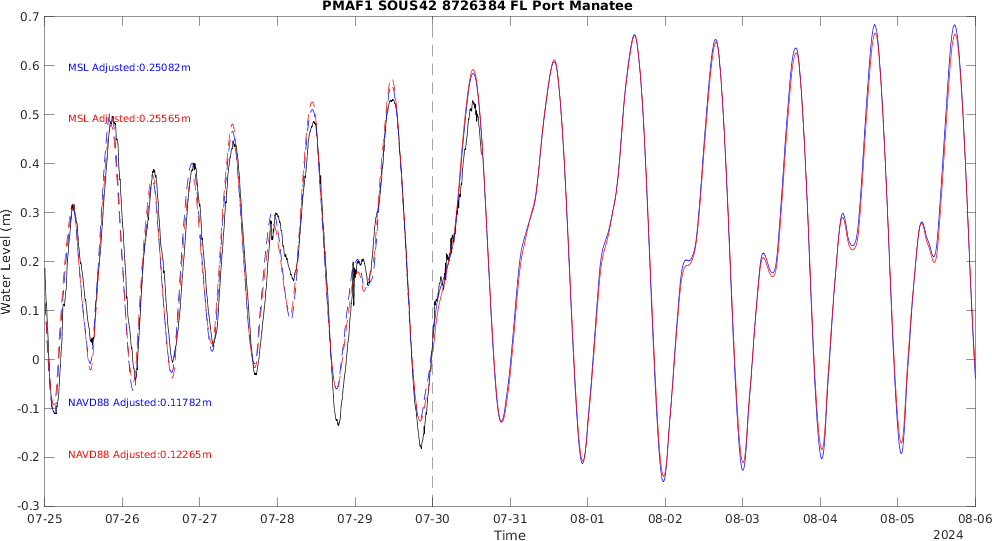 PMAF1 SOUS42 8726384 FL Port Manatee
0.7
0.6
0.5
0.4
0.3
0.2
0.1
0
-0.1
-0.2
-0.3
Water Level (m)
MSL Adjusted:0.25082m
MSL Adjusted:0.25565m
NAVD88 Adjusted:0.11782m
NAVD88 Adjusted:0.12265m
07-25 07-26 07-27 07-28 07-29 07-30 07-31 08-01 08-02 08-03 08-04 08-05 08-06
Time
2024